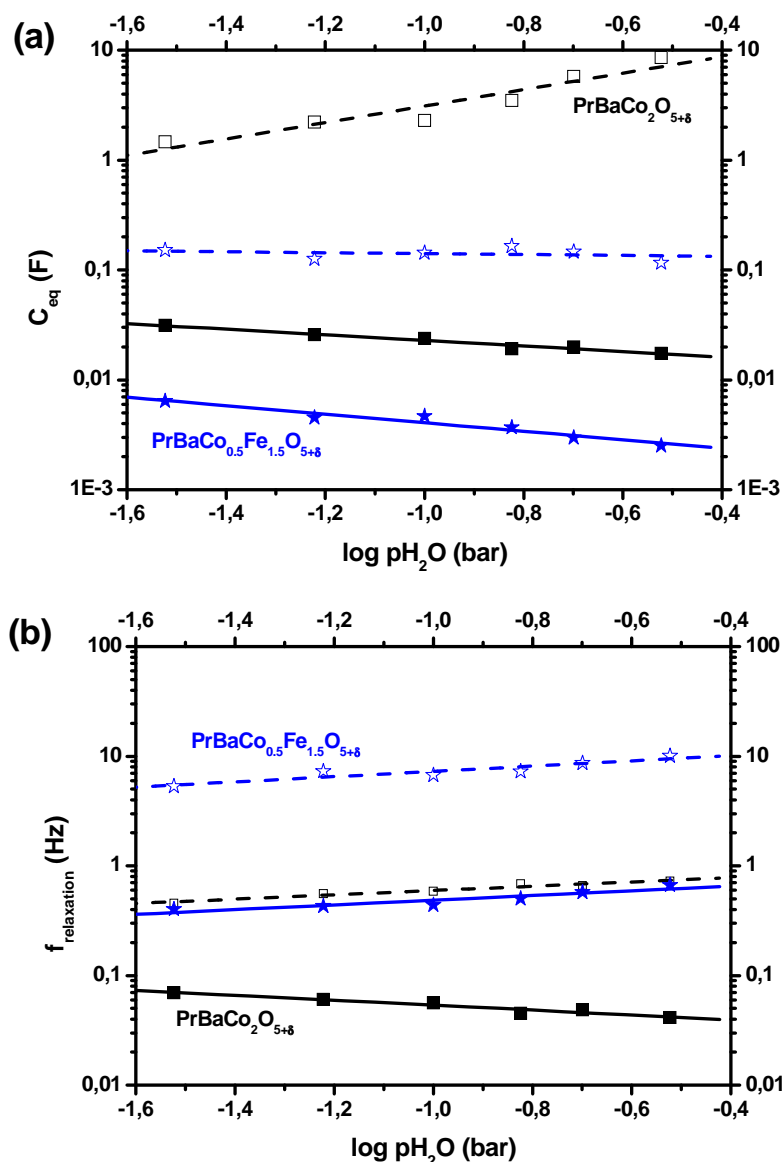 (a)
-1,6 -1,4 -1,2 -1,0 -0,8 -0,6 -0,4
10 10
PrBaCo₂O₅₊δ
1 1
C_eq (F)
0,1 0,1
0,01 0,01
PrBaCo₀.₅Fe₁.₅O₅₊δ
1E-3 1E-3
-1,6 -1,4 -1,2 -1,0 -0,8 -0,6 -0,4
log pH₂O (bar)
(b)
-1,6 -1,4 -1,2 -1,0 -0,8 -0,6 -0,4
100 100
PrBaCo₀.₅Fe₁.₅O₅₊δ
10 10
f_relaxation (Hz)
1 1
0,1 0,1
PrBaCo₂O₅₊δ
0,01 0,01
-1,6 -1,4 -1,2 -1,0 -0,8 -0,6 -0,4
log pH₂O (bar)